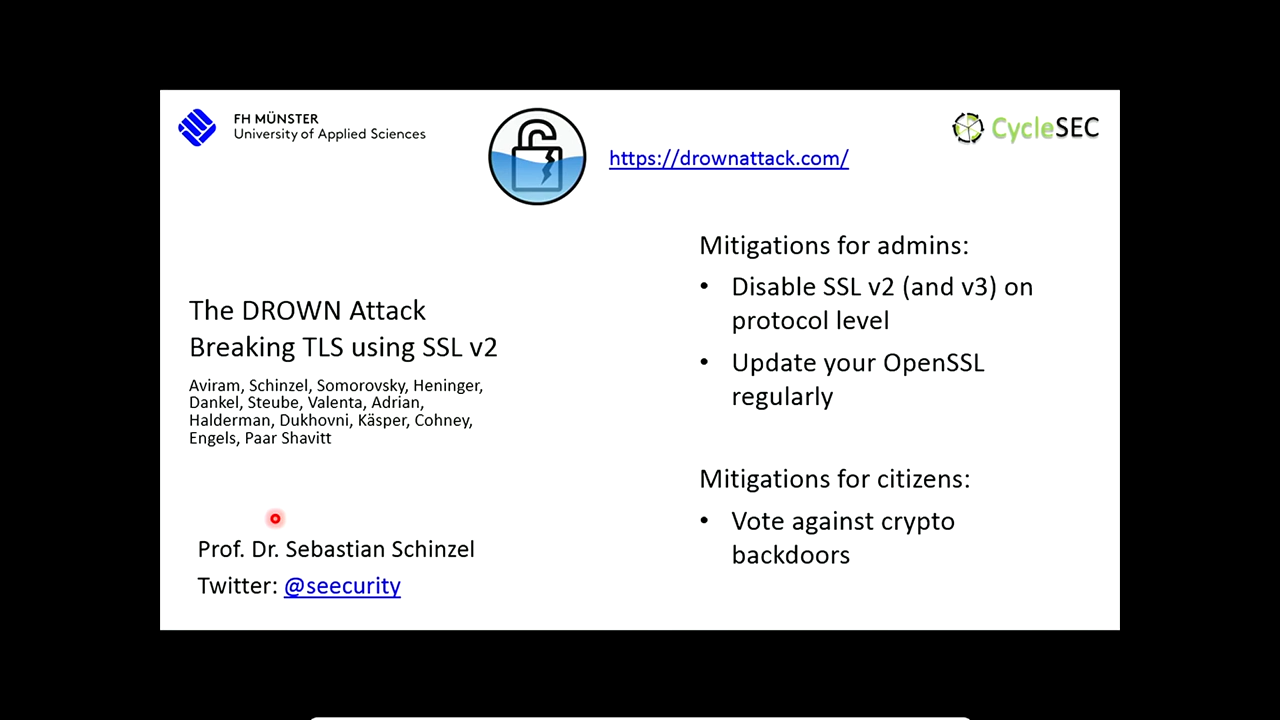 FH MÜNSTER
University of Applied Sciences
https://drownattack.com/
CycleSEC
The DROWN Attack
Breaking TLS using SSL v2
Aviram, Schinzel, Somorovsky, Heninger,
Dankel, Steube, Valenta, Adrian,
Halderman, Dukhovni, Käsper, Cohney,
Engels, Paar Shavitt
Prof. Dr. Sebastian Schinzel
Twitter: @seecurity
Mitigations for admins:
• Disable SSL v2 (and v3) on
protocol level
• Update your OpenSSL
regularly
Mitigations for citizens:
• Vote against crypto
backdoors